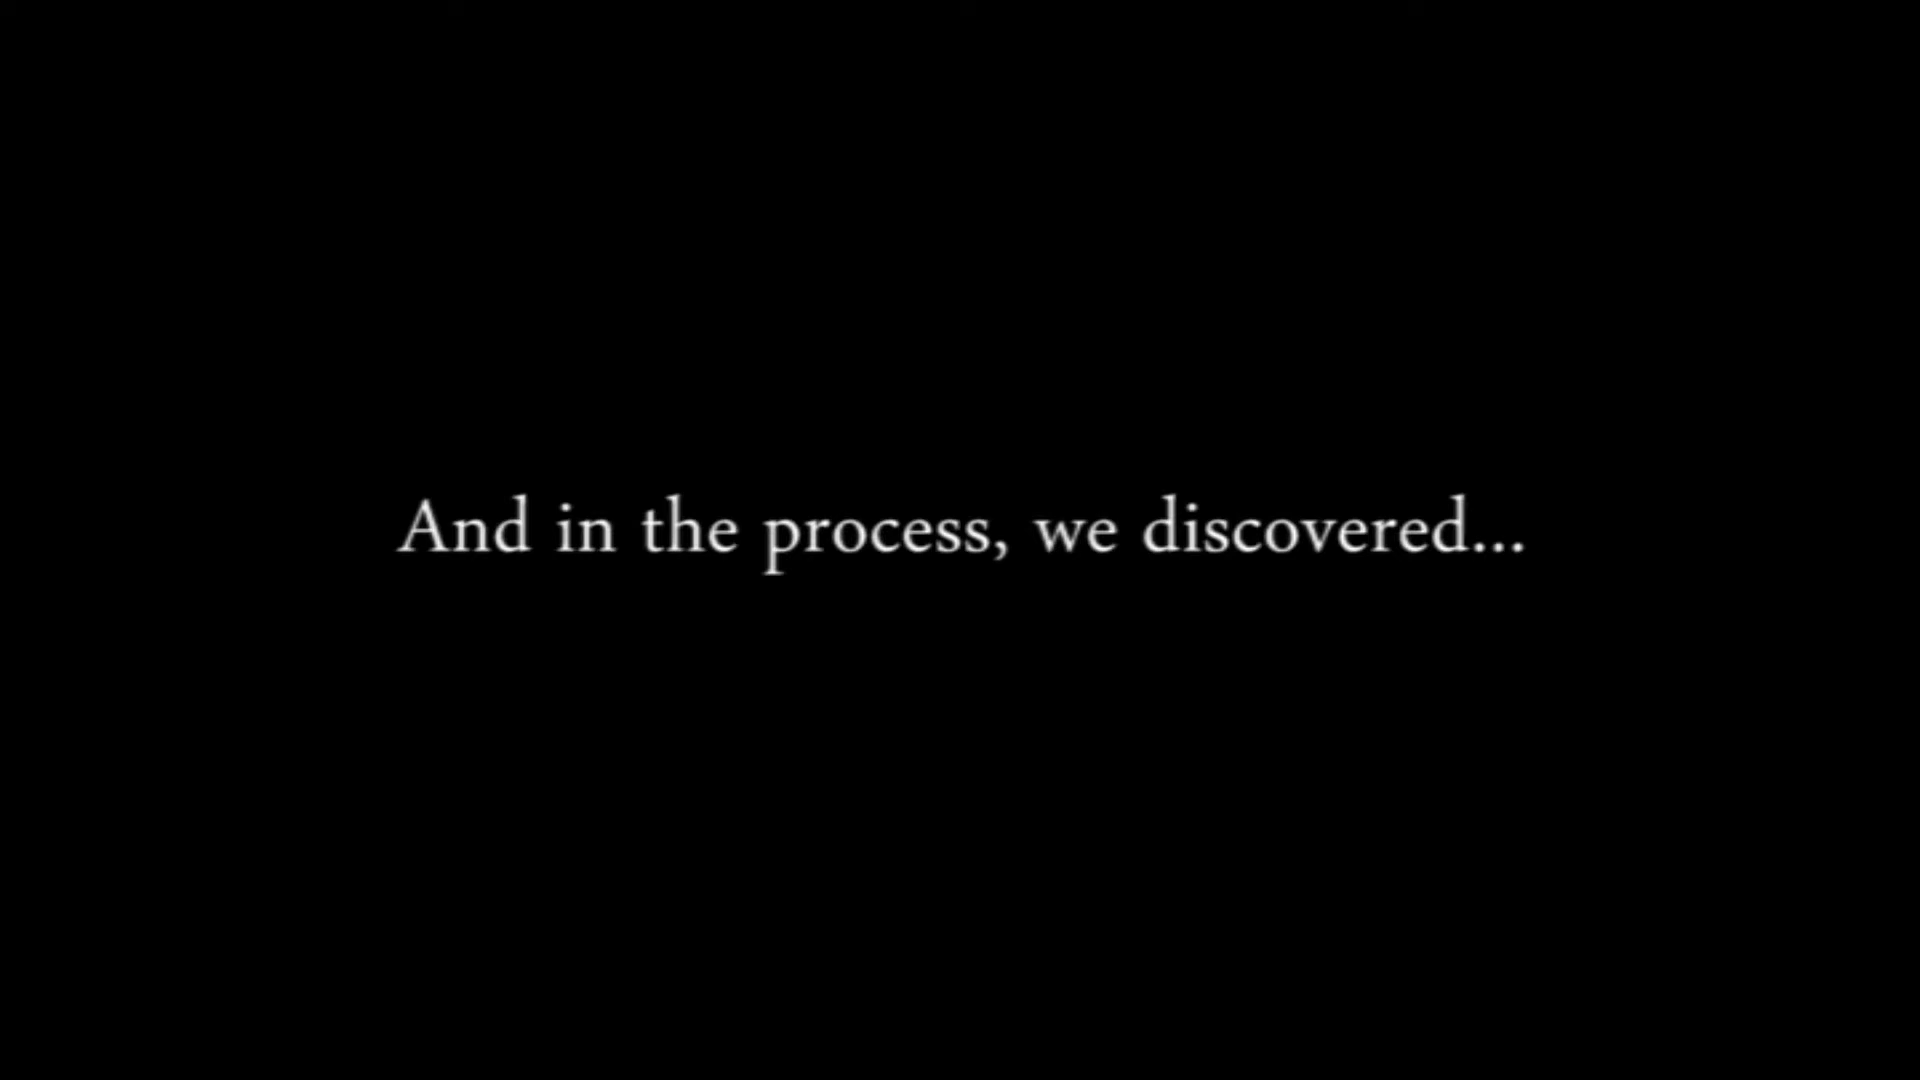 And in the process, we discovered...